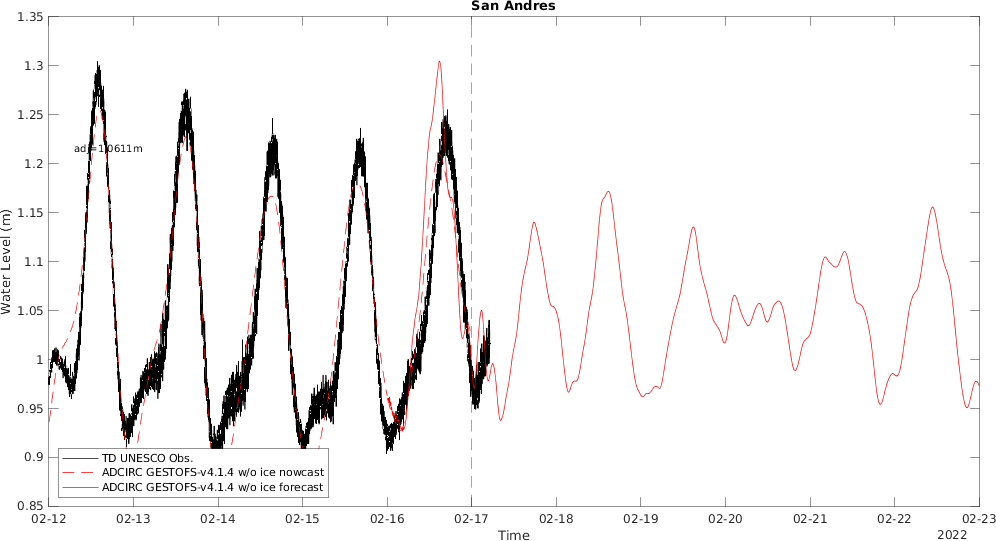 San Andres
1.35
1.3
1.25
1.2
1.15
1.1
1.05
1
0.95
0.9
0.85
Water Level (m)
adj=1.0611m
TD UNESCO Obs.
ADCIRC GESTOFS-v4.1.4 w/o ice nowcast
ADCIRC GESTOFS-v4.1.4 w/o ice forecast
02-12 02-13 02-14 02-15 02-16 02-17 02-18 02-19 02-20 02-21 02-22 02-23
Time
2022